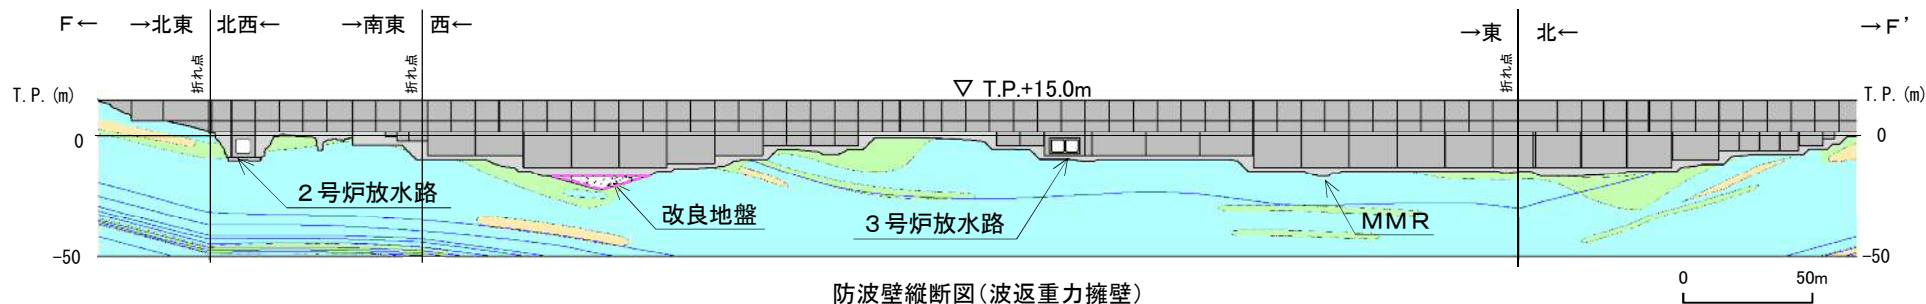 F← →北東 北西← →南東 西← →東 北← →F'
折れ点 折れ点 折れ点
T.P.(m) ▽ T.P.+15.0m T.P.(m)
0 0
2号炉放水路 改良地盤 3号炉放水路 MMR
-50 -50
0 50m
防波壁縦断図(波返重力擁壁)